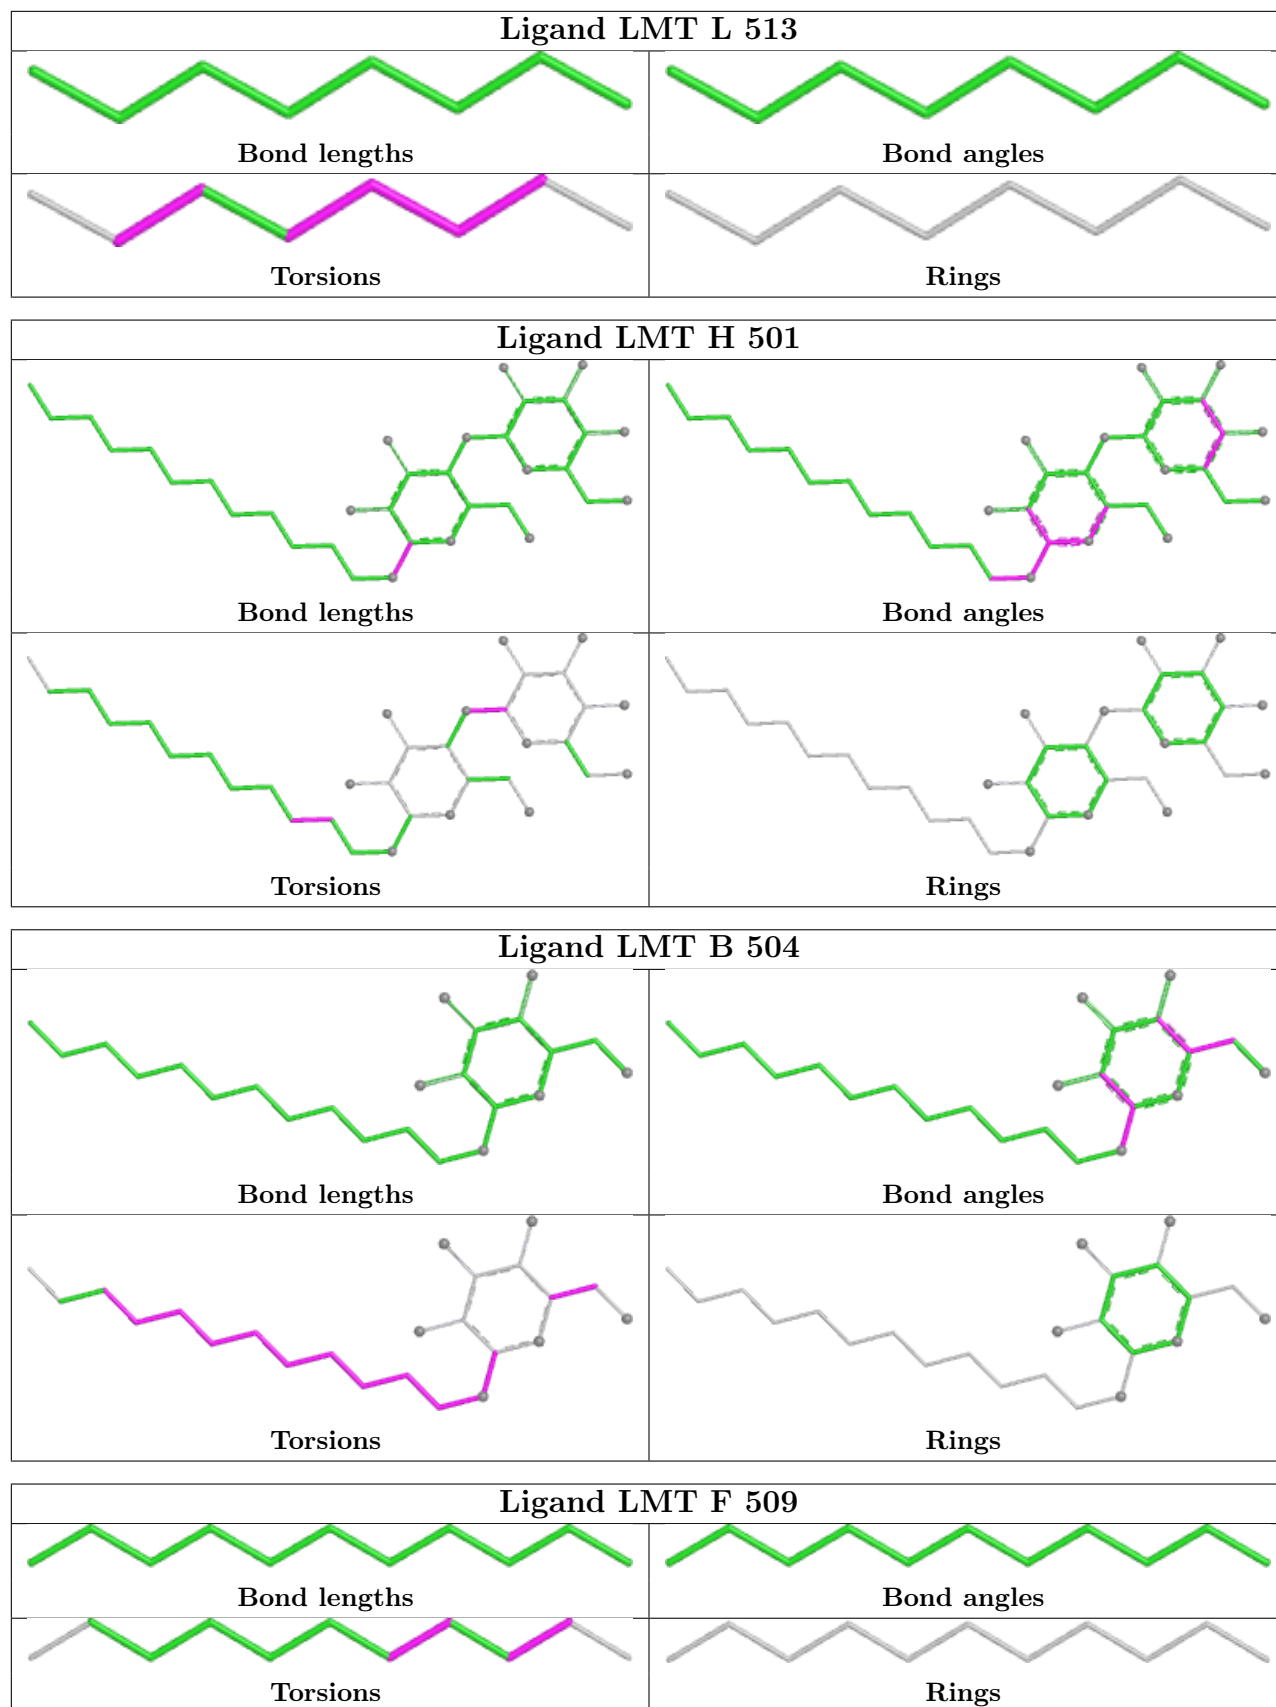 Ligand LMT L 513
Bond lengths
Bond angles
Torsions
Rings
Ligand LMT H 501
Bond lengths
Bond angles
Torsions
Rings
Ligand LMT B 504
Bond lengths
Bond angles
Torsions
Rings
Ligand LMT F 509
Bond lengths
Bond angles
Torsions
Rings